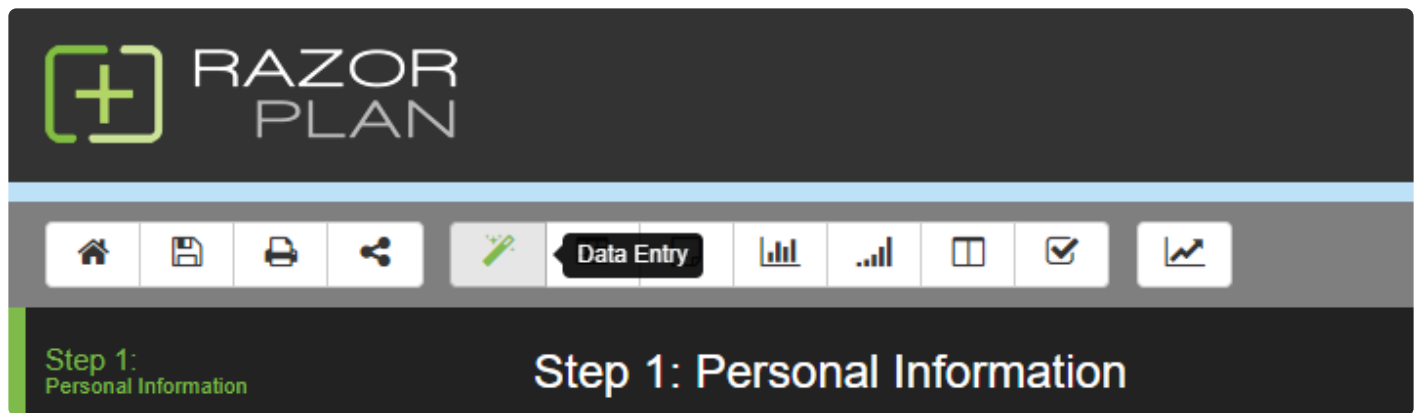 RAZOR
PLAN
Data Entry
Step 1:
Personal Information
Step 1: Personal Information